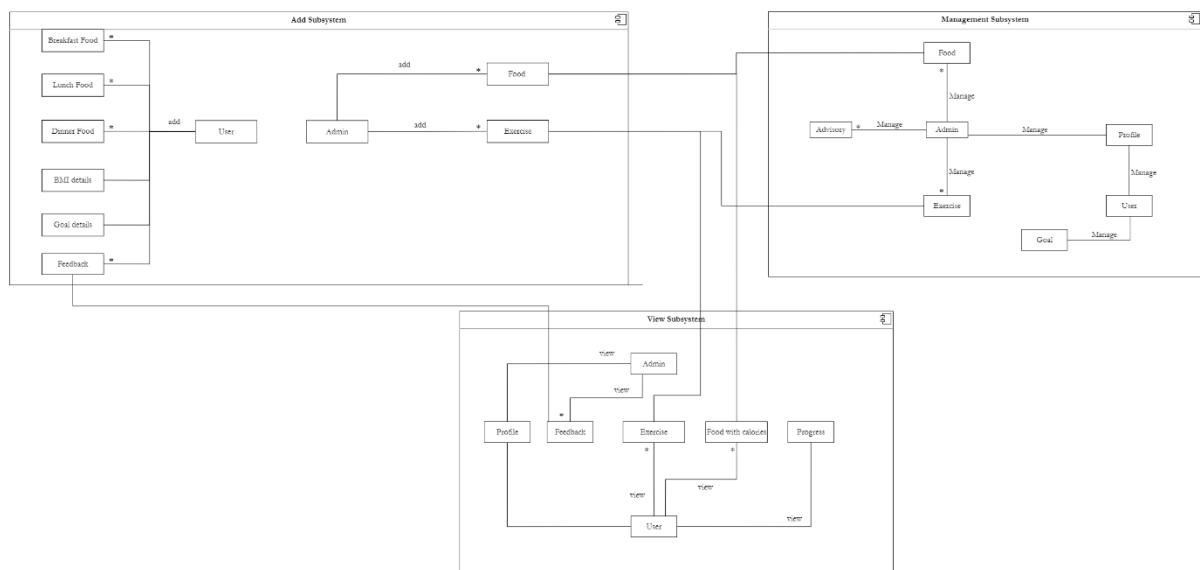 Add Subsystem
Breakfast Food
*
Lunch Food
*
Dinner Food
*
BMI details
Goal details
Feedback
*
add
User
Admin
add
*
Food
add
*
Exercise
Management Subsystem
Food
*
Manage
Advisory
*
Manage
Admin
Manage
Profile
Manage
*
Exercise
Manage
User
Goal
Manage
View Subsystem
view
Admin
view
*
Profile
Feedback
Exercise
Food with calories
Progress
*
*
view
view
User
view